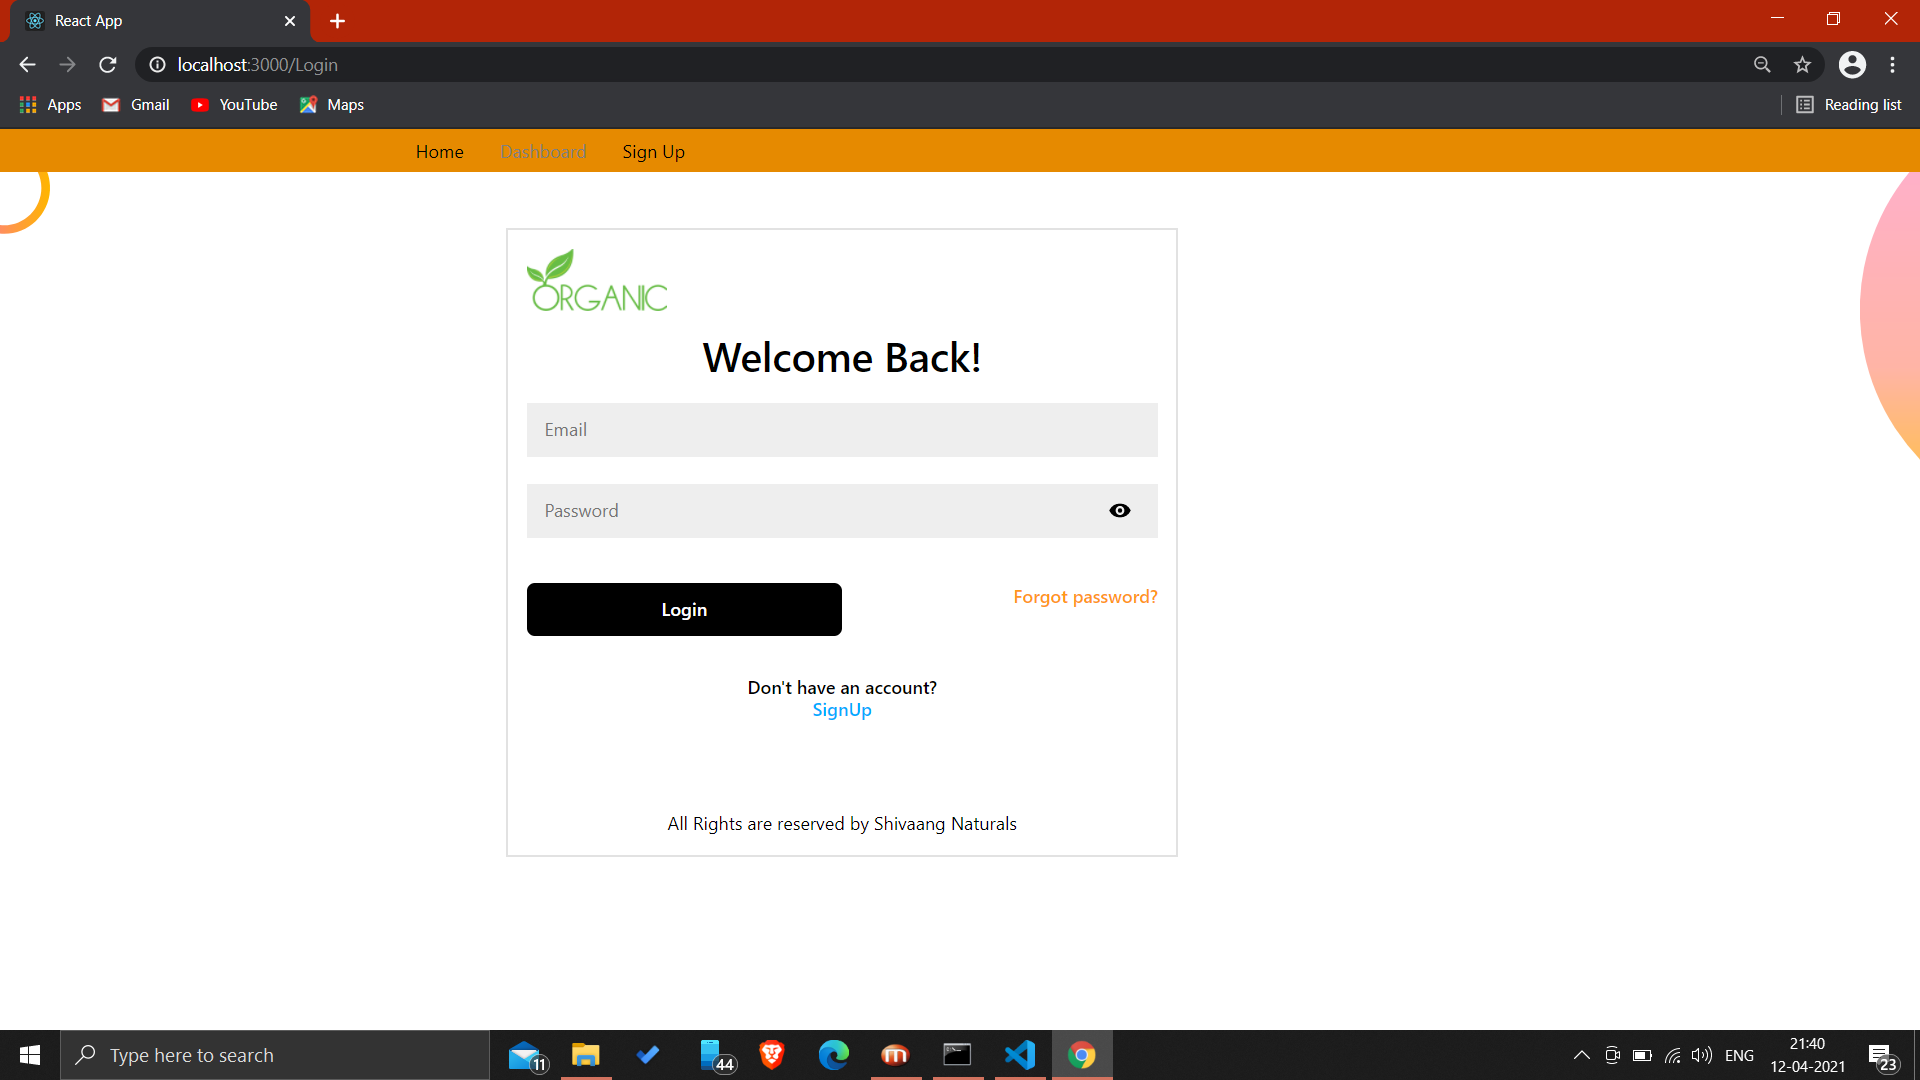 React App
localhost:3000/Login
Apps Gmail YouTube Maps Reading list
Home Dashboard Sign Up
ORGANIC
Welcome Back!
Email
Password
Login Forgot password?
Don't have an account?
SignUp
All Rights are reserved by Shivaang Naturals
Type here to search 11 44 m ENG 21:40
12-04-2021 23